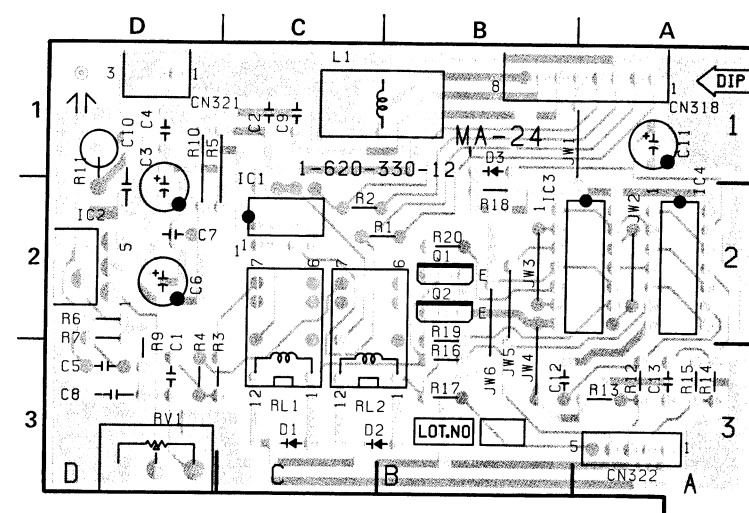 D C B A
L1
3 1 8 1 DIP
CN321 CN318
1 1
C10 C4 C3 R10 R5 C2 C9 MA-24 JW1 C11
R11 1-620-330-12 D3
IC1 IC3 IC4
R2 R18 1 JW2 1
IC2 R1
5 C7 1 R20
2 Q1 2
7 6 7 6 E JW3
C6 Q2
1 E
R6
R7 R9 C1 R4 R3 R19
R16 JW6 JW5 JW4
C5 C12 R12 C13 R15 R14
C8 R17 R13
12 1 12 1
RL1 RL2
3 RV1 3
D1 D2 LOT.NO 5 1
D C B CN322 A